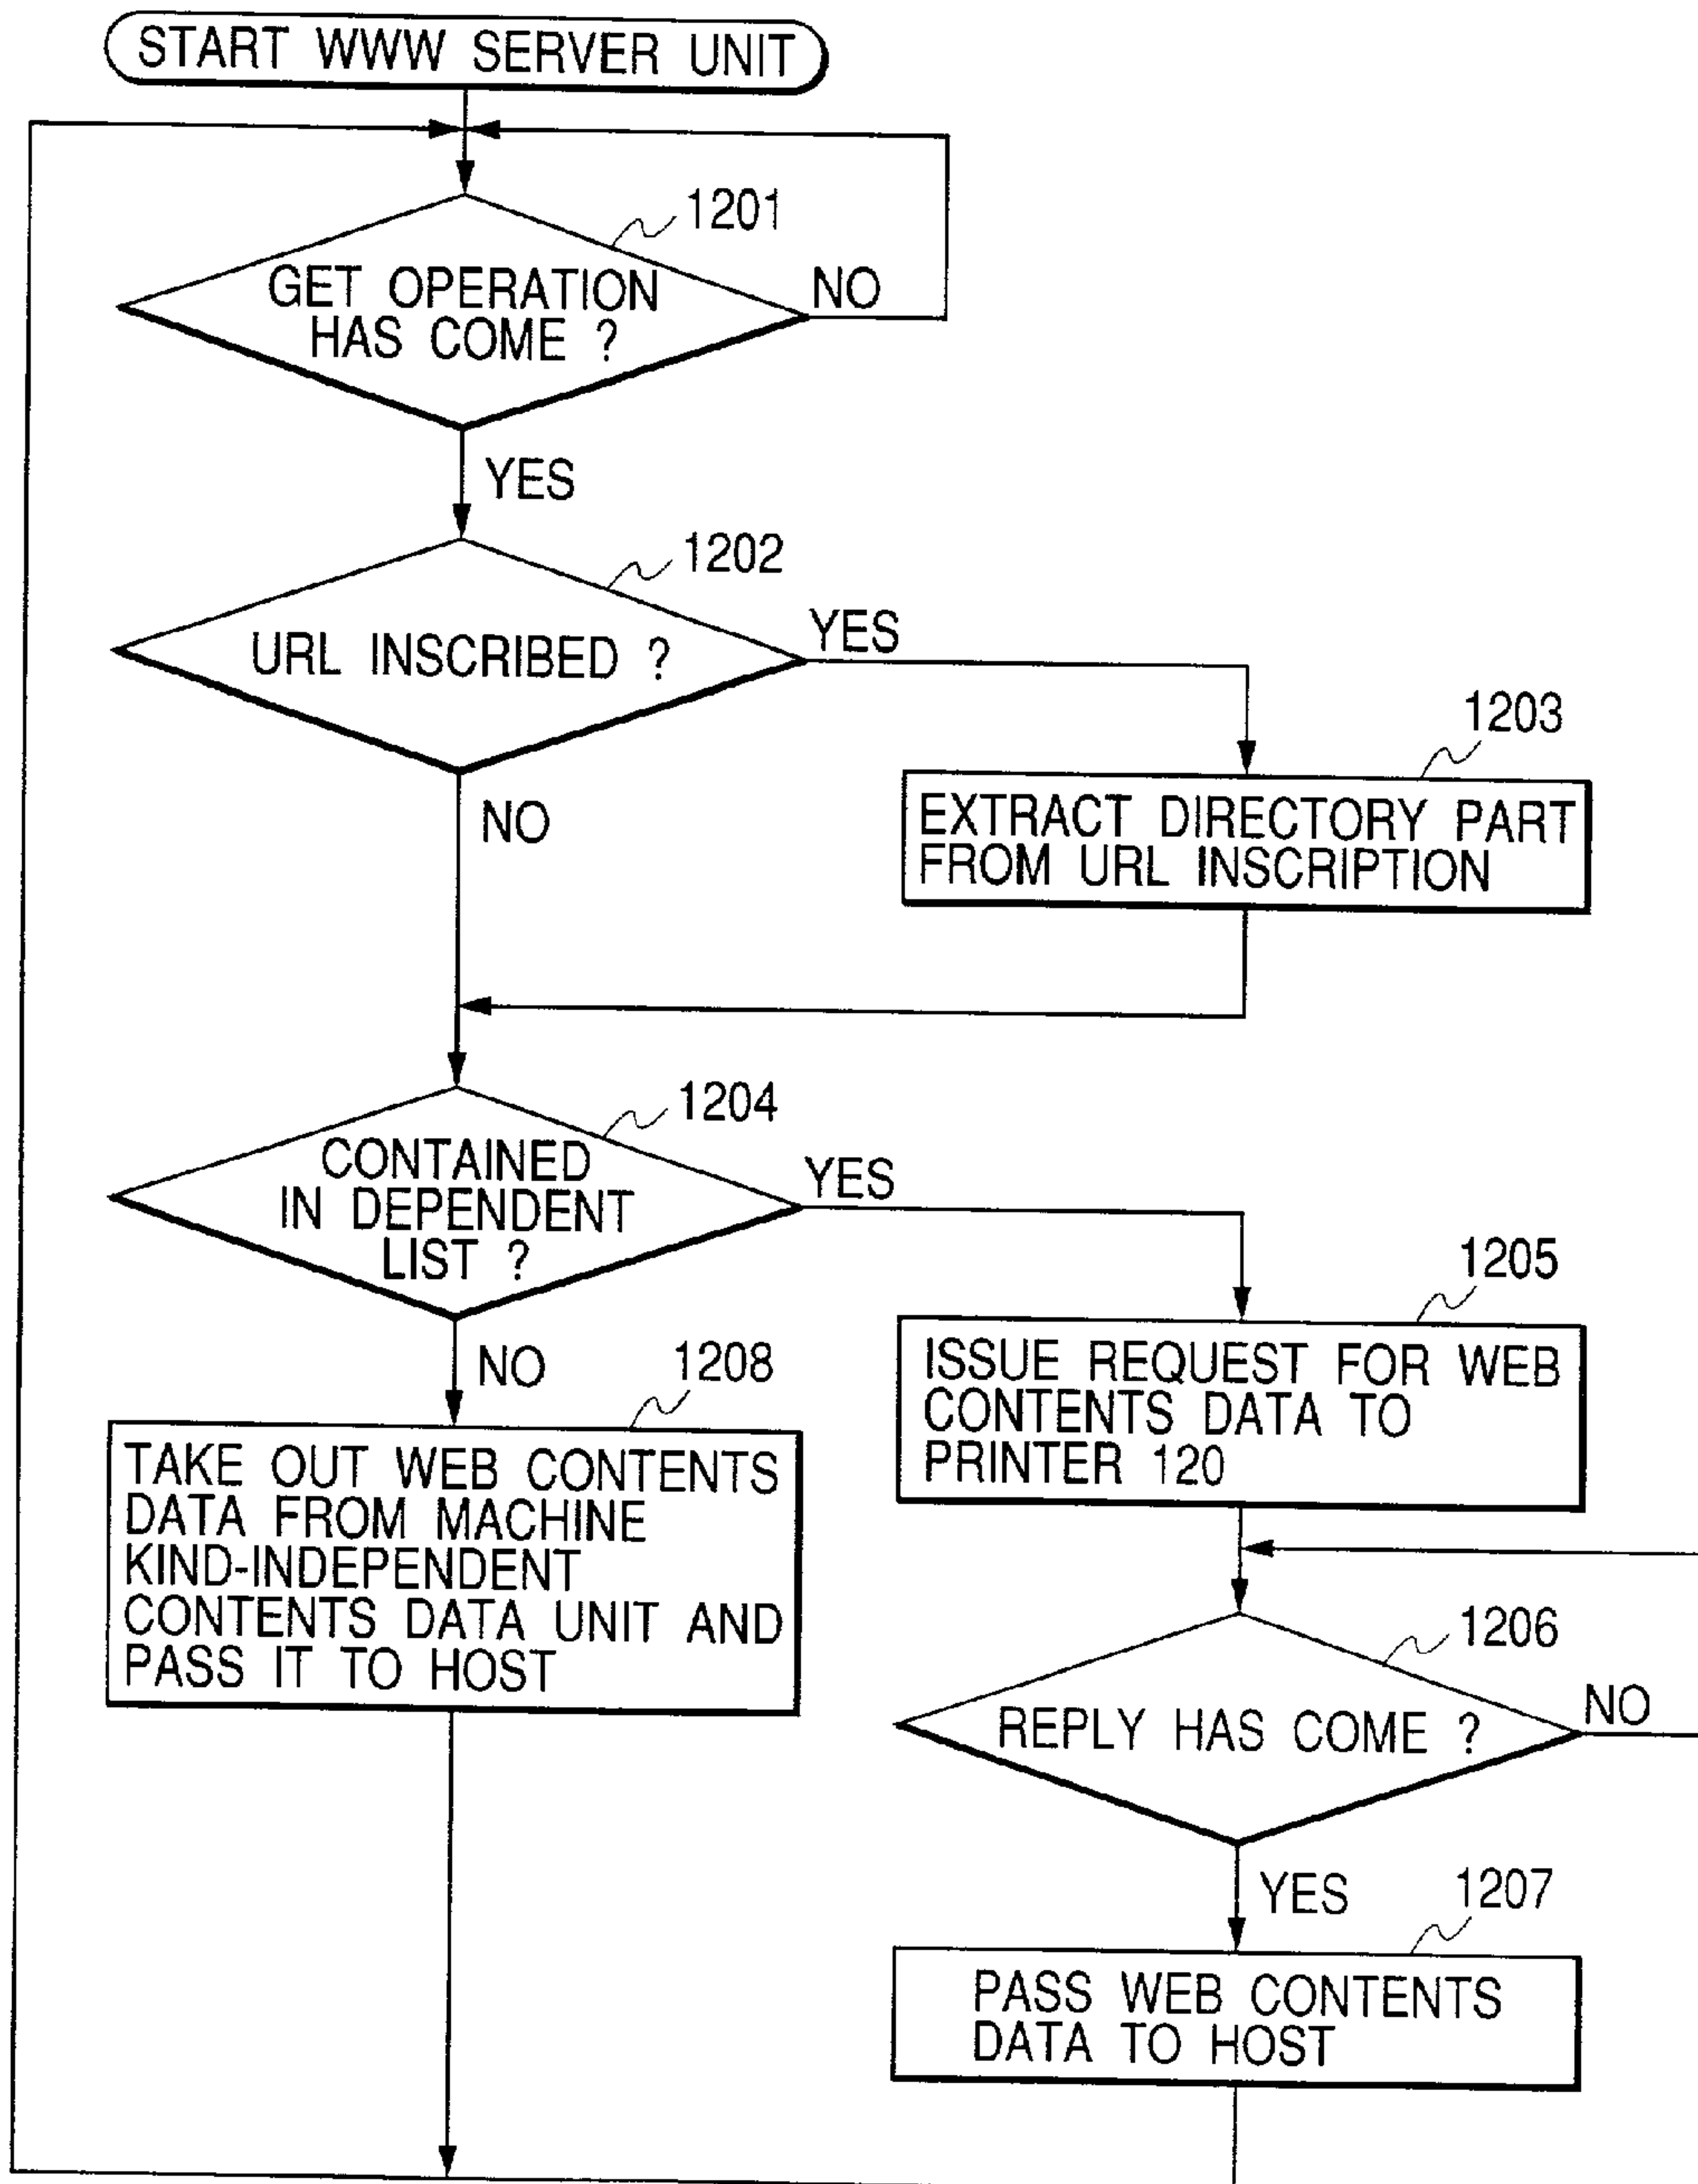 START WWW SERVER UNIT
1201
GET OPERATION
HAS COME ?
NO
YES
1202
URL INSCRIBED ?
YES
NO
1203
EXTRACT DIRECTORY PART
FROM URL INSCRIPTION
1204
CONTAINED
IN DEPENDENT
LIST ?
YES
NO
1205
ISSUE REQUEST FOR WEB
CONTENTS DATA TO
PRINTER 120
1208
TAKE OUT WEB CONTENTS
DATA FROM MACHINE
KIND-INDEPENDENT
CONTENTS DATA UNIT AND
PASS IT TO HOST
1206
REPLY HAS COME ?
NO
YES
1207
PASS WEB CONTENTS
DATA TO HOST